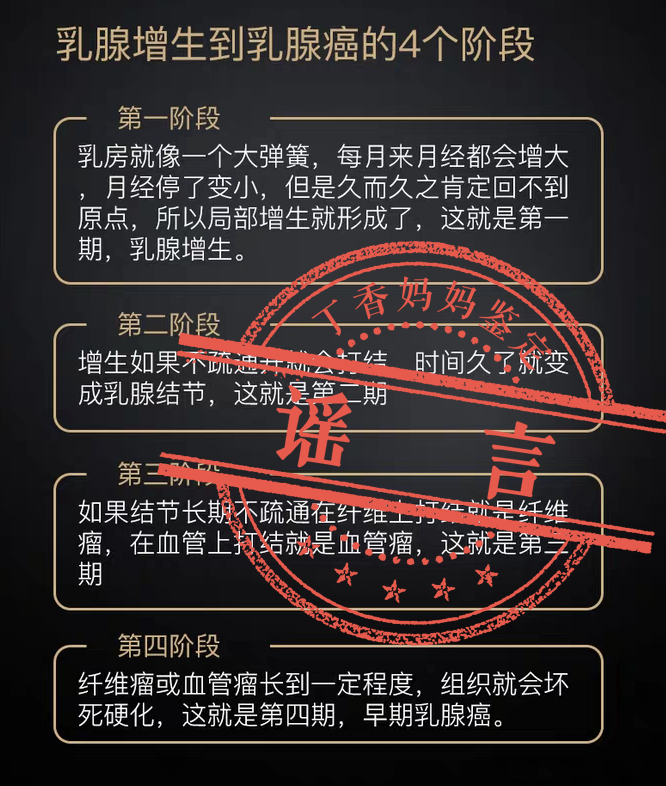 乳腺增生到乳腺癌的4个阶段
第一阶段
乳房就像一个大弹簧，每月来月经都会增大
，月经停了变小，但是久而久之肯定回不到
原点，所以局部增生就形成了，这就是第一
期，乳腺增生。
丁香妈妈鉴定
第二阶段
增生如果不疏通开就会打结　时间久了就变
成乳腺结节，这就是第二期
谣言
第三阶段
如果结节长期不疏通在纤维上打结就是纤维
瘤，在血管上打结就是血管瘤，这就是第三
期
第四阶段
纤维瘤或血管瘤长到一定程度，组织就会坏
死硬化，这就是第四期，早期乳腺癌。